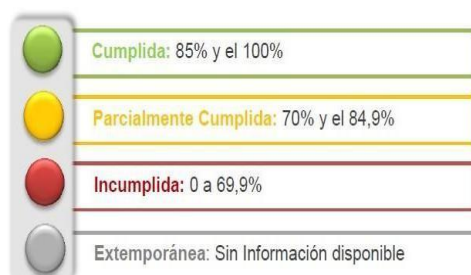 Cumplida: 85% y el 100%
Parcialmente Cumplida: 70% y el 84,9%
Incumplida: 0 a 69,9%
Extemporánea: Sin Información disponible